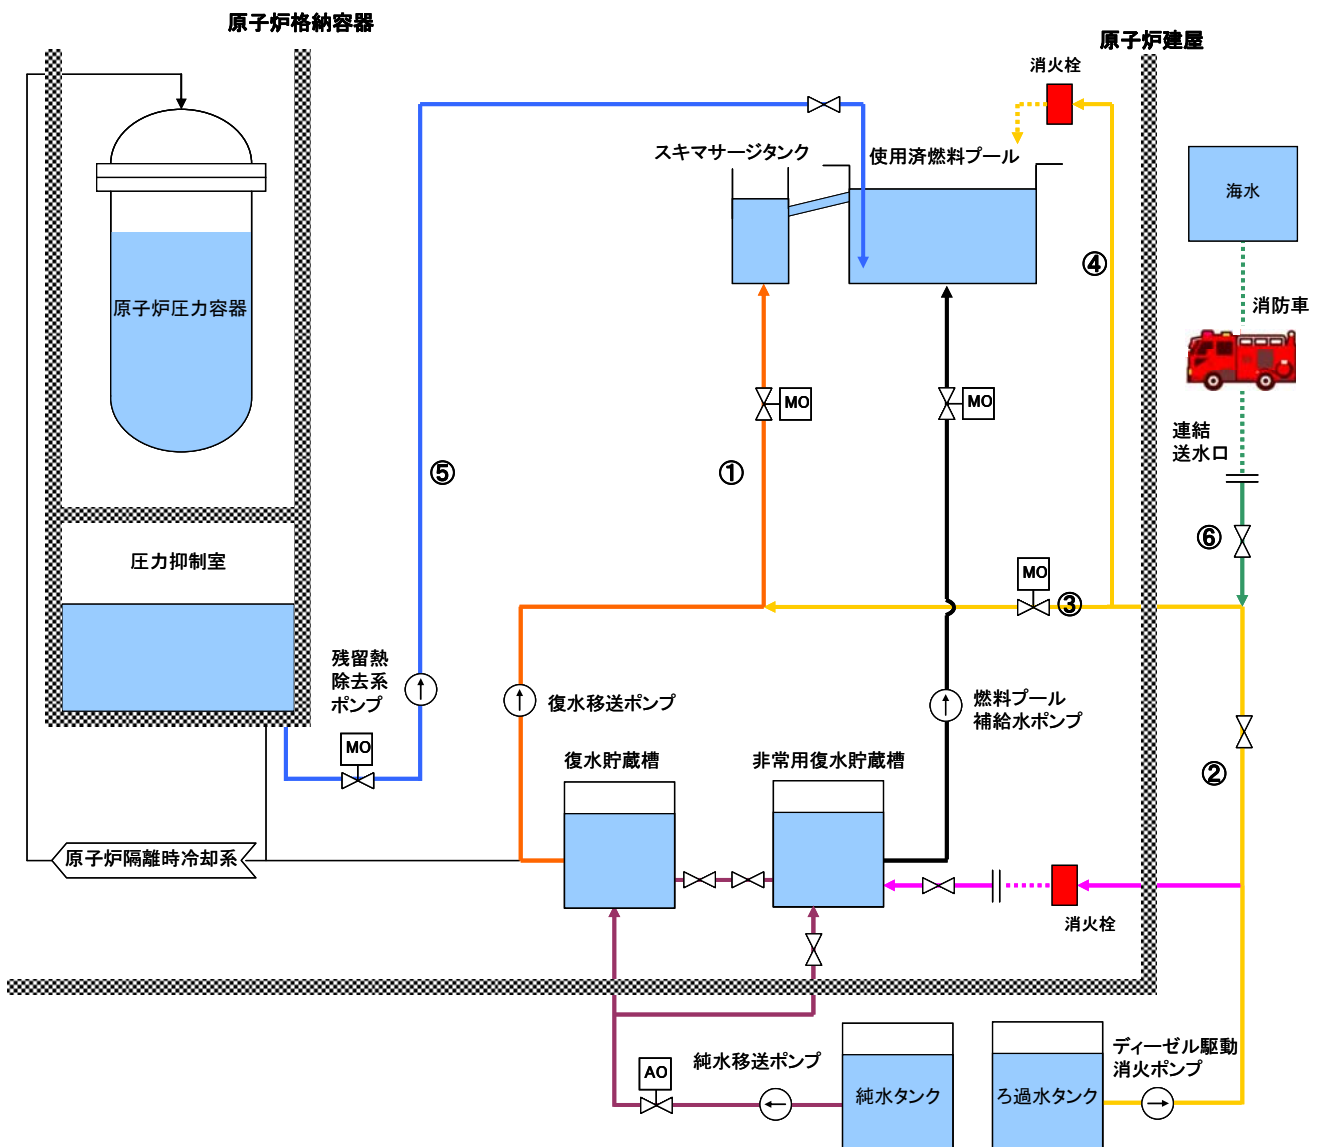 原子炉格納容器
原子炉建屋
消火栓
スキマサージタンク
使用済燃料プール
海水
④
消防車
原子炉圧力容器
MO
MO
連結
送水口
⑤
①
⑥
圧力抑制室
MO
③
残留熱
除去系
ポンプ
復水移送ポンプ
燃料プール
補給水ポンプ
MO
復水貯蔵槽
非常用復水貯蔵槽
②
原子炉隔離時冷却系
消火栓
純水移送ポンプ
ディーゼル駆動
消火ポンプ
AO
純水タンク
ろ過水タンク